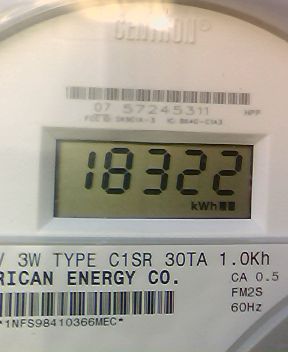 CENTRON®
07 57245311
18322
kWh
V 3W TYPE C1SR 30TA 1.0Kh
RICAN ENERGY CO. CA 0.5
FM2S
60Hz
*1NFS98410366MEC*